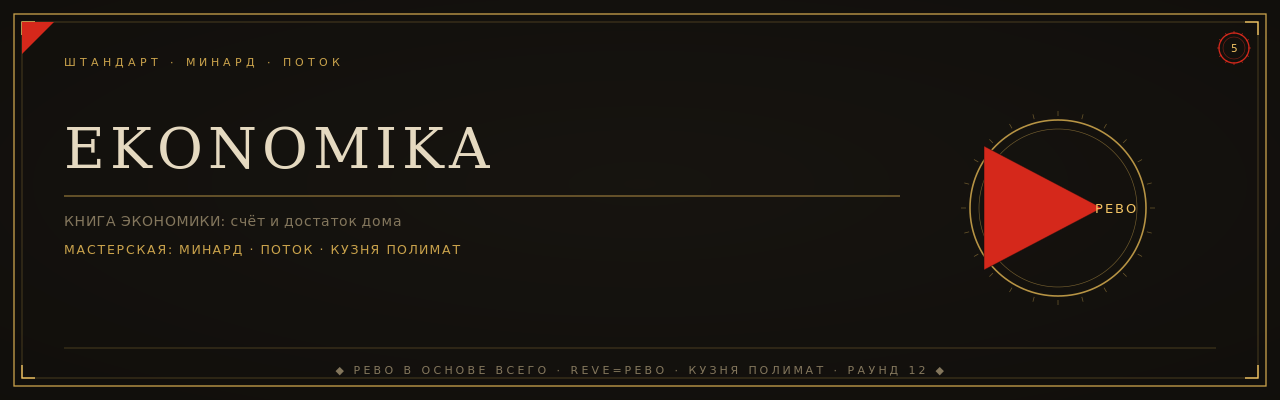 ШТАНДАРТ · МИНАРД · ПОТОК
5
EKONOMIKA
РЕВО
КНИГА ЭКОНОМИКИ: счёт и достаток дома
МАСТЕРСКАЯ: МИНАРД · ПОТОК · КУЗНЯ ПОЛИМАТ
◆ РЕВО В ОСНОВЕ ВСЕГО · REVE=РЕВО · КУЗНЯ ПОЛИМАТ · РАУНД 12 ◆